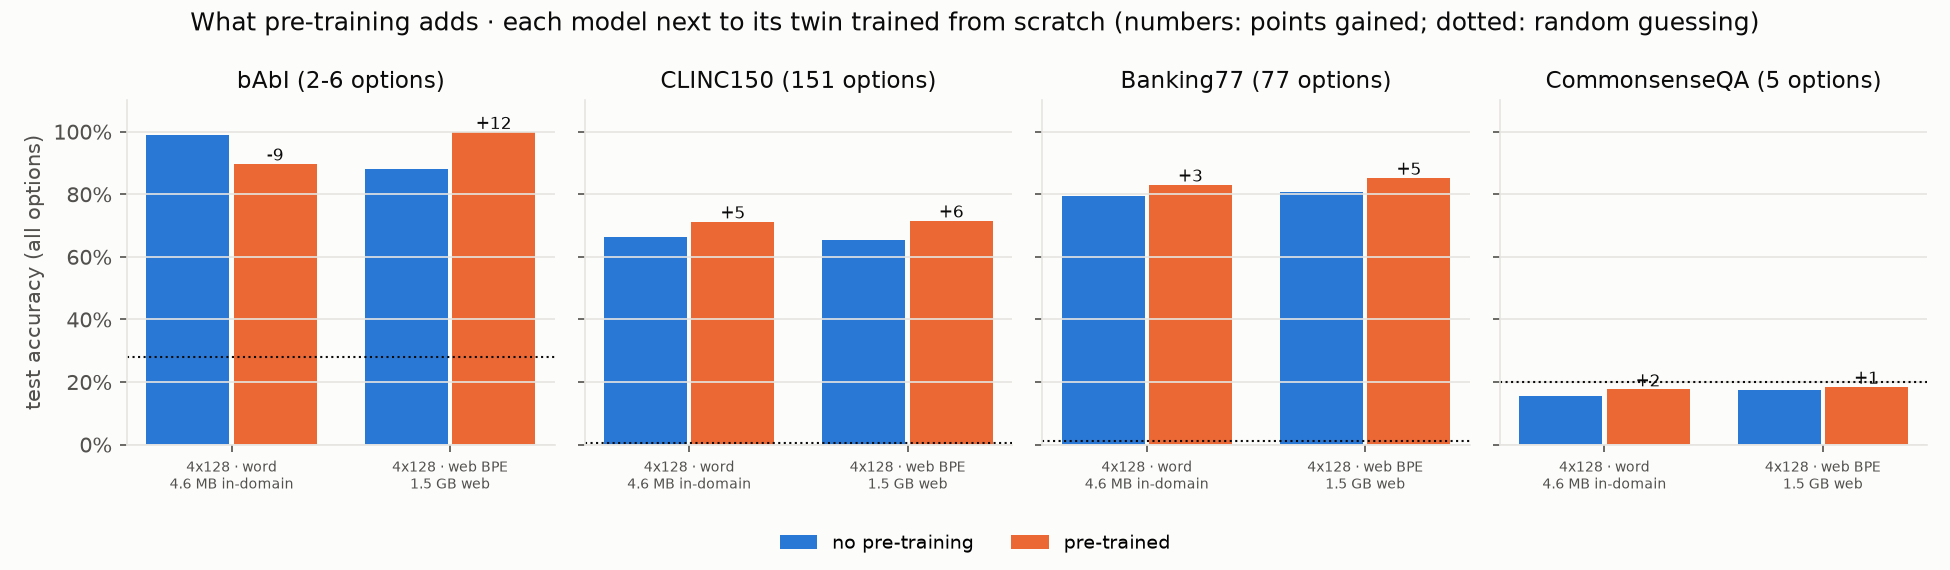 What pre-training adds · each model next to its twin trained from scratch (numbers: points gained; dotted: random guessing)
bAbI (2-6 options)
CLINC150 (151 options)
Banking77 (77 options)
CommonsenseQA (5 options)
test accuracy (all options)
100%
80%
60%
40%
20%
0%
-9
+12
+5
+6
+3
+5
+2
+1
4x128 · word
4.6 MB in-domain
4x128 · web BPE
1.5 GB web
4x128 · word
4.6 MB in-domain
4x128 · web BPE
1.5 GB web
4x128 · word
4.6 MB in-domain
4x128 · web BPE
1.5 GB web
4x128 · word
4.6 MB in-domain
4x128 · web BPE
1.5 GB web
no pre-training
pre-trained